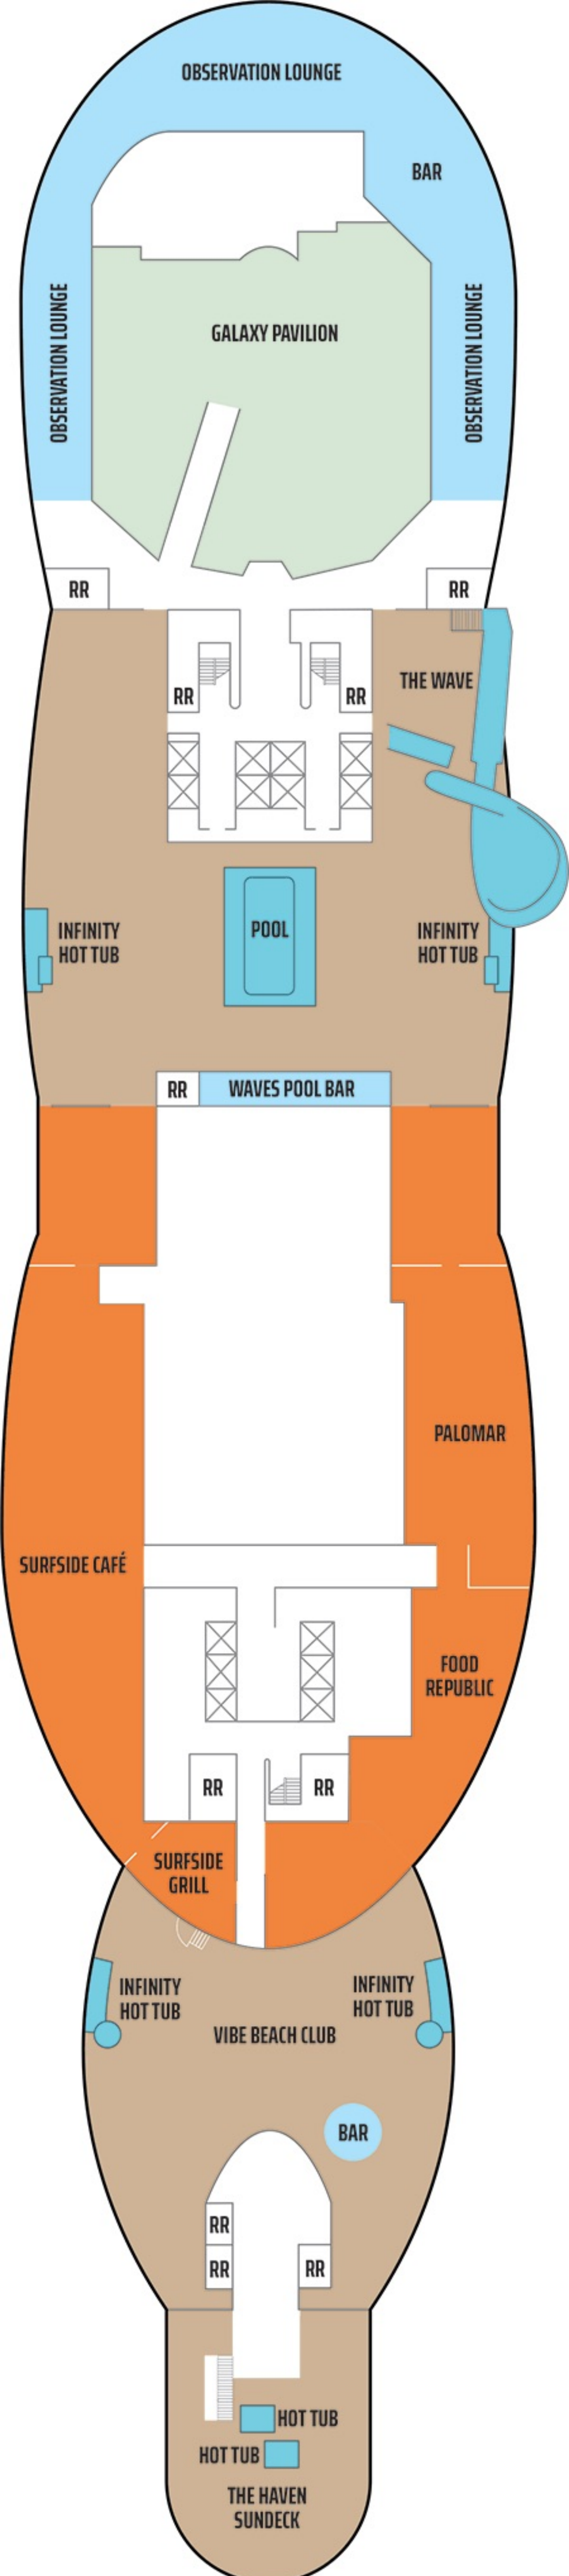 OBSERVATION LOUNGE
BAR
OBSERVATION LOUNGE
GALAXY PAVILION
OBSERVATION LOUNGE
RR
RR
THE WAVE
RR
RR
INFINITY
HOT TUB
POOL
INFINITY
HOT TUB
RR
WAVES POOL BAR
PALOMAR
SURFSIDE CAFÉ
FOOD
REPUBLIC
RR
RR
SURFSIDE
GRILL
INFINITY
HOT TUB
INFINITY
HOT TUB
VIBE BEACH CLUB
BAR
RR
RR
RR
HOT TUB
HOT TUB
THE HAVEN
SUNDECK